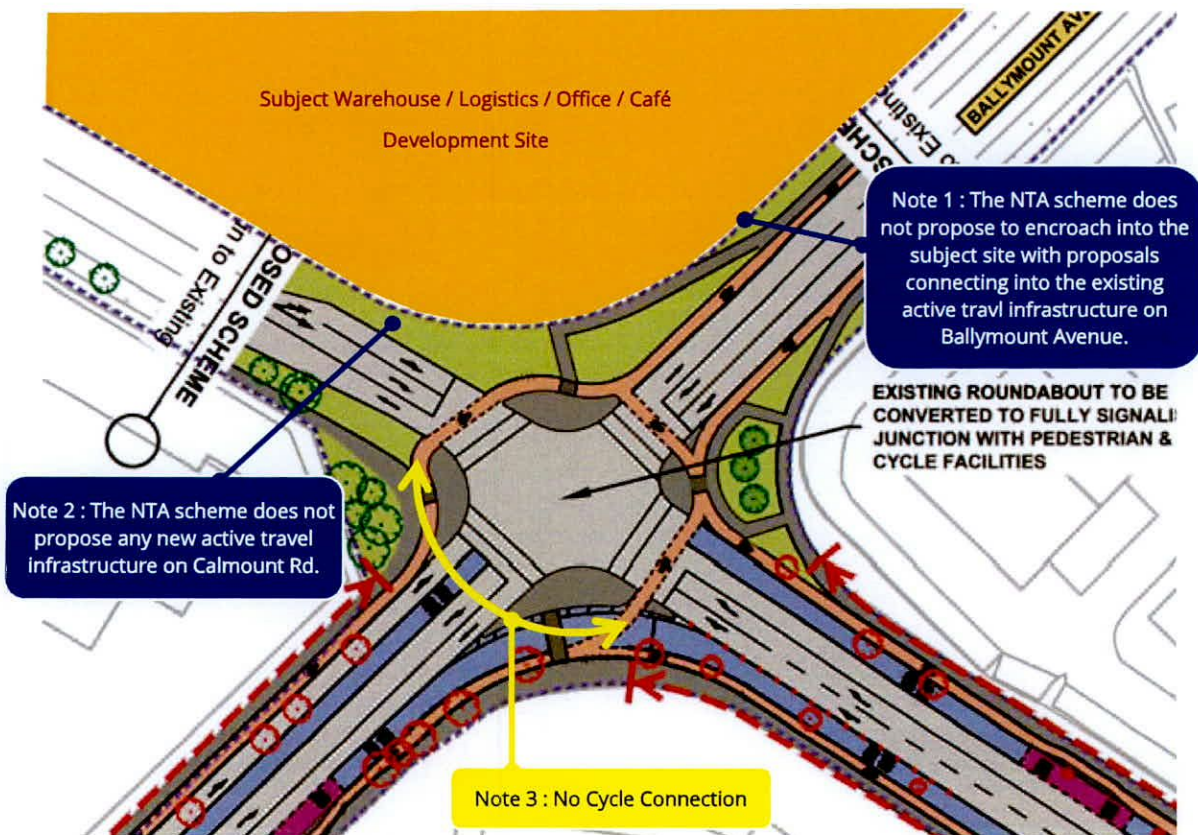 Subject Warehouse / Logistics / Office / Café
Development Site
BALLYMOUNT AV
o Existing
SCHE
Note 1 : The NTA scheme does
not propose to encroach into the
subject site with proposals
connecting into the existing
active travl infrastructure on
Ballymount Avenue.
OSED SCHEME
n to Existing
EXISTING ROUNDABOUT TO BE
CONVERTED TO FULLY SIGNALI
JUNCTION WITH PEDESTRIAN &
CYCLE FACILITIES
Note 2 : The NTA scheme does not
propose any new active travel
infrastructure on Calmount Rd.
Note 3 : No Cycle Connection